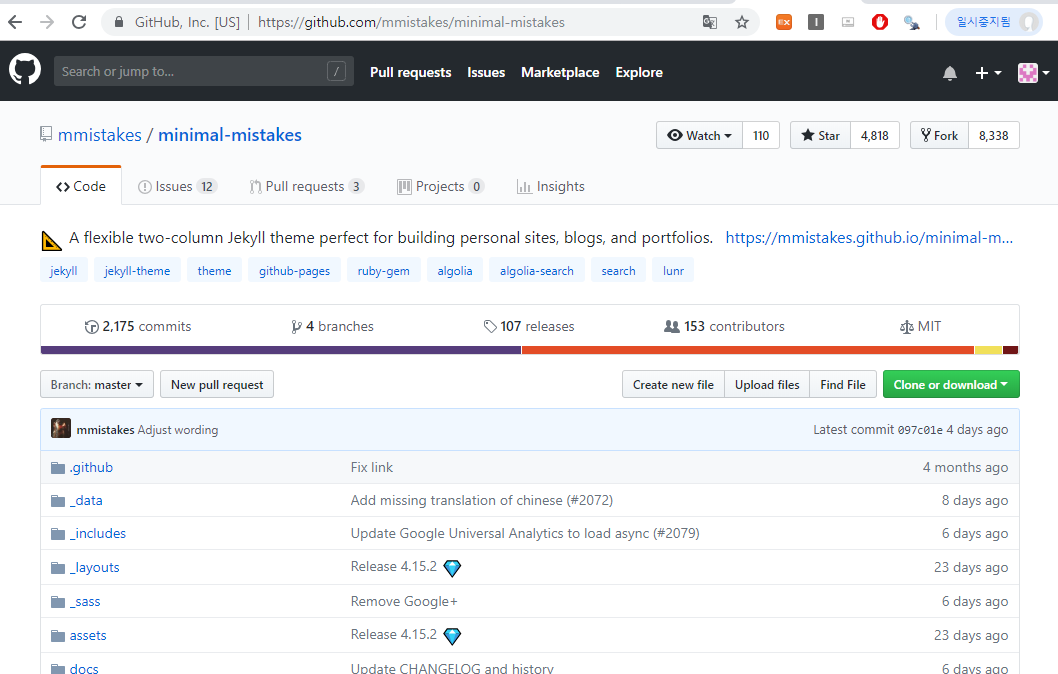 GitHub, Inc. [US] | https://github.com/mmistakes/minimal-mistakes EX I 일시중지됨
Search or jump to... / Pull requests Issues Marketplace Explore
mmistakes / minimal-mistakes Watch 110 Star 4,818 Fork 8,338
Code Issues 12 Pull requests 3 Projects 0 Insights
A flexible two-column Jekyll theme perfect for building personal sites, blogs, and portfolios. https://mmistakes.github.io/minimal-m...
jekyll jekyll-theme theme github-pages ruby-gem algolia algolia-search search lunr
2,175 commits 4 branches 107 releases 153 contributors MIT
Branch: master New pull request Create new file Upload files Find File Clone or download
mmistakes Adjust wording Latest commit 097c01e 4 days ago
.github Fix link 4 months ago
_data Add missing translation of chinese (#2072) 8 days ago
_includes Update Google Universal Analytics to load async (#2079) 6 days ago
_layouts Release 4.15.2 23 days ago
_sass Remove Google+ 6 days ago
assets Release 4.15.2 23 days ago
docs Update CHANGELOG and history 6 days ago